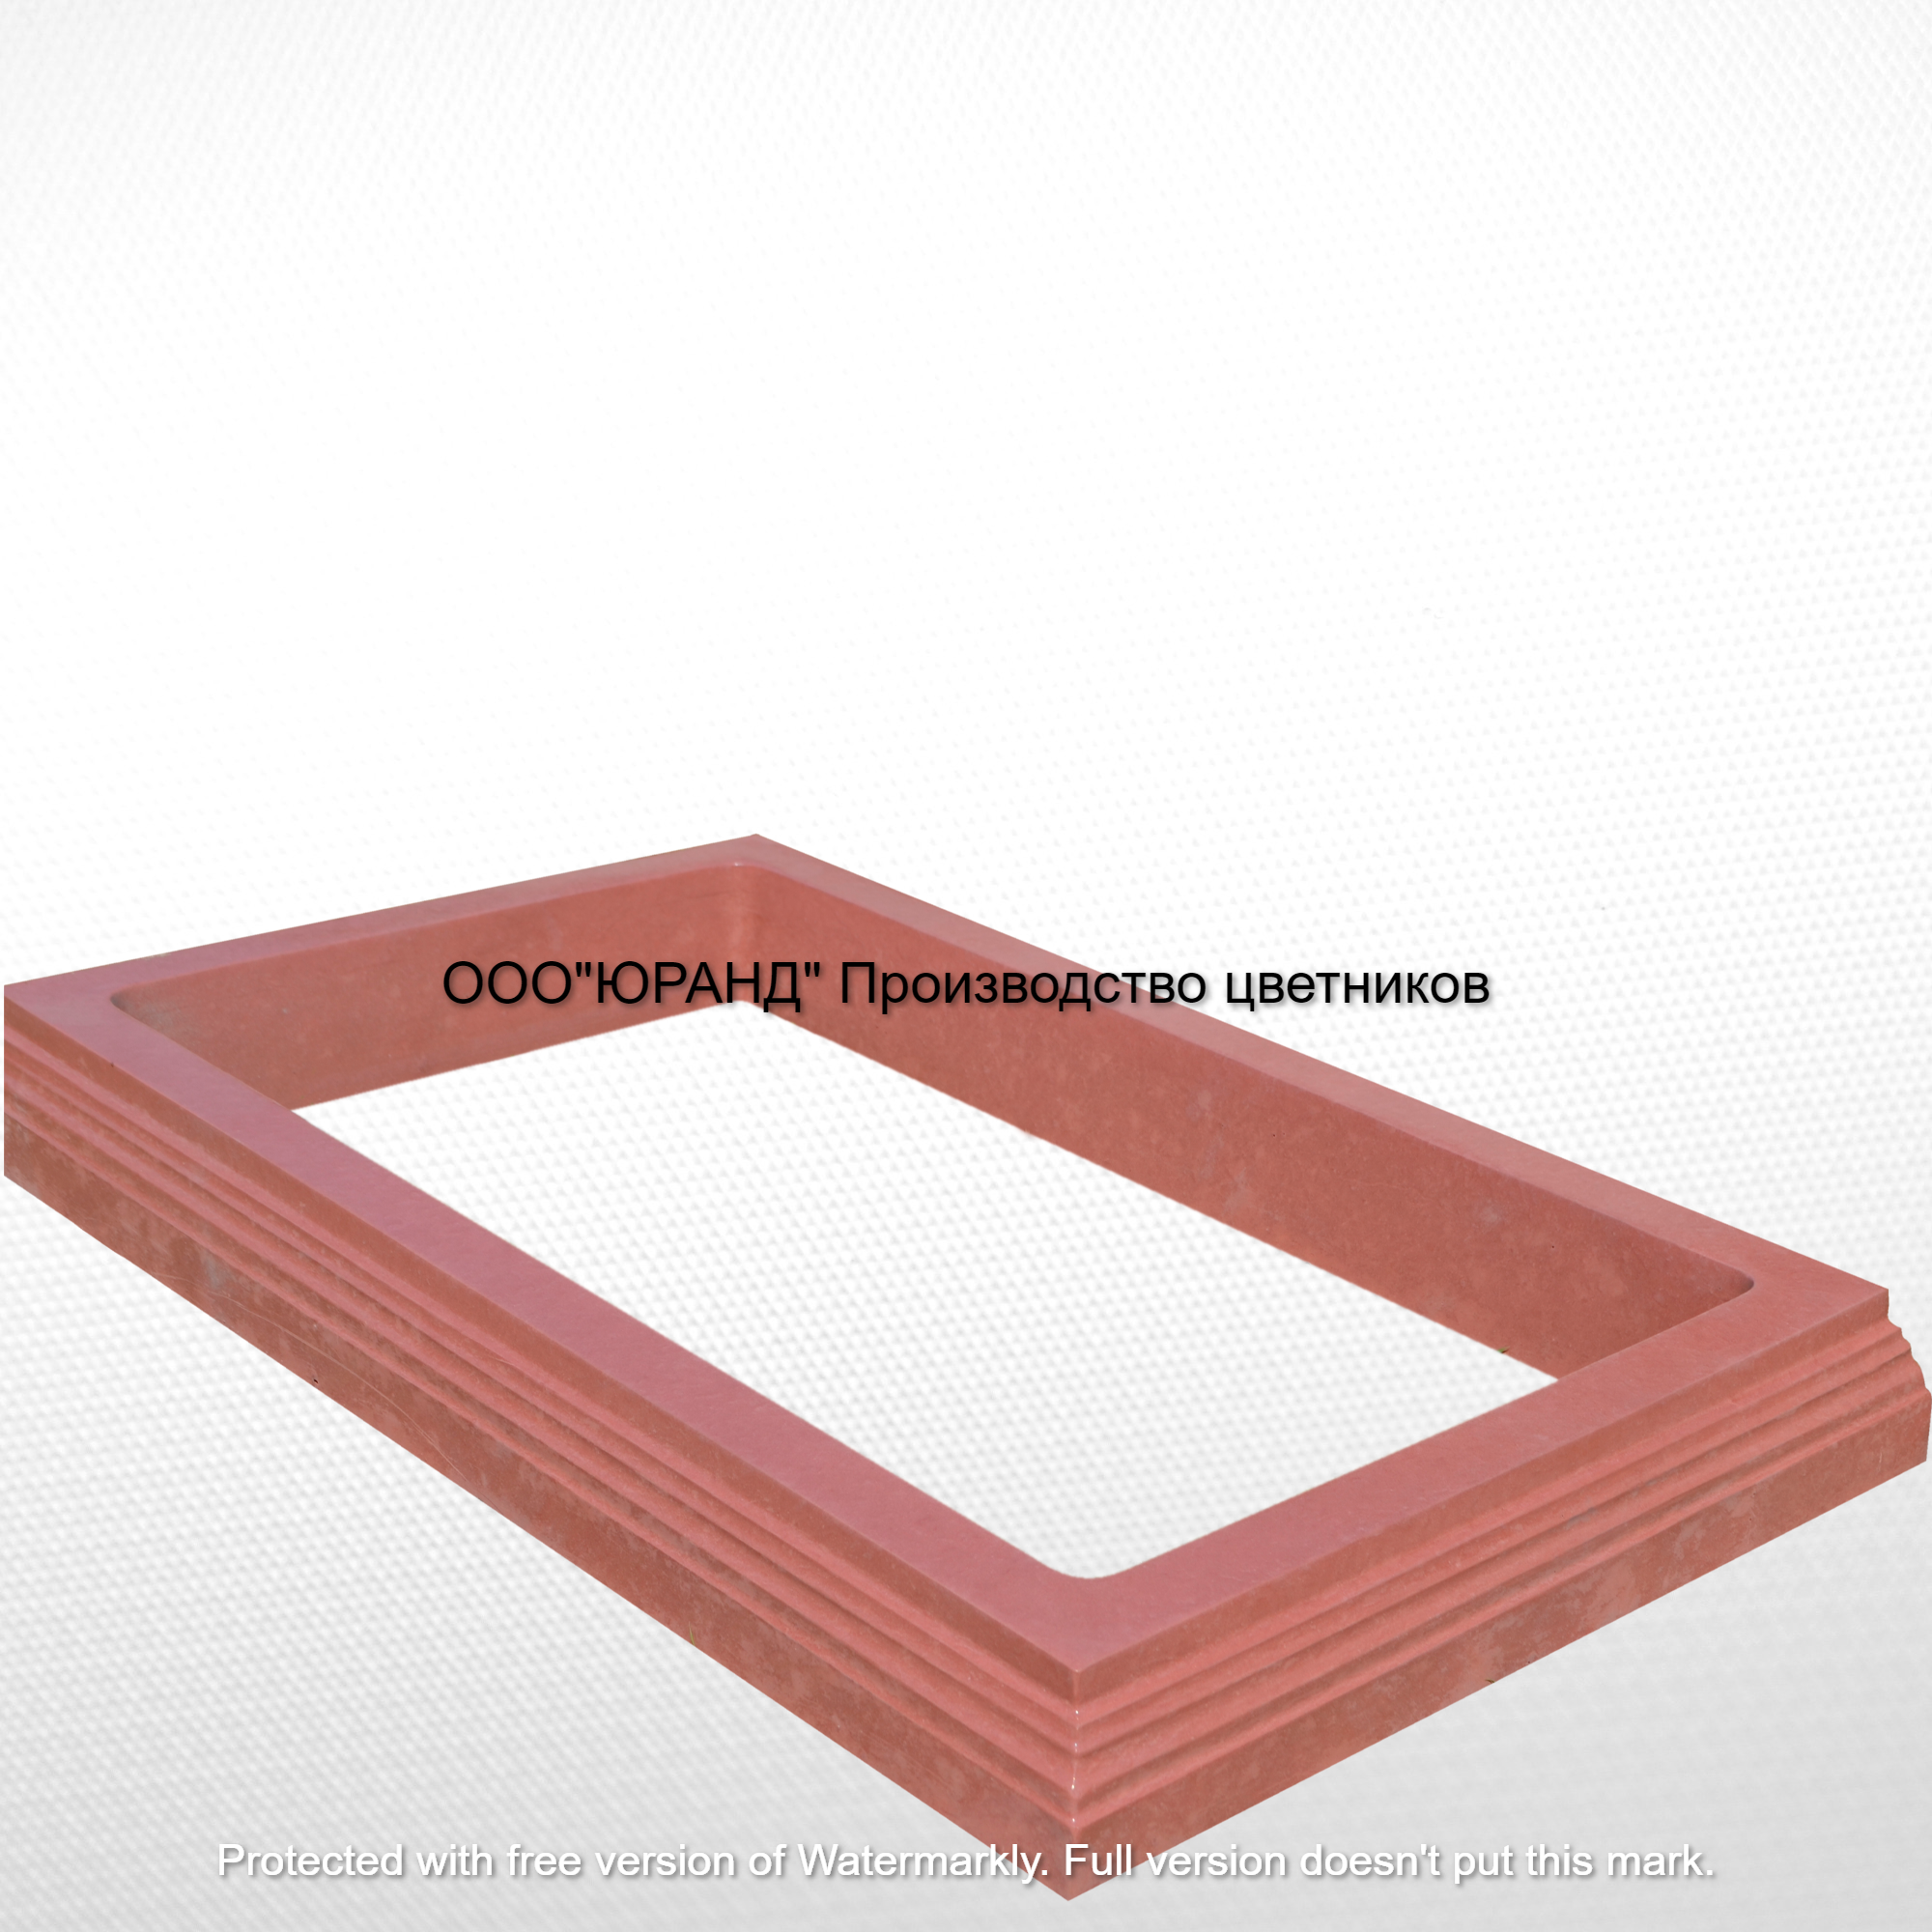 ООО"ЮРАНД" Производство цветников
Protected with free version of Watermarkly. Full version doesn't put this mark.